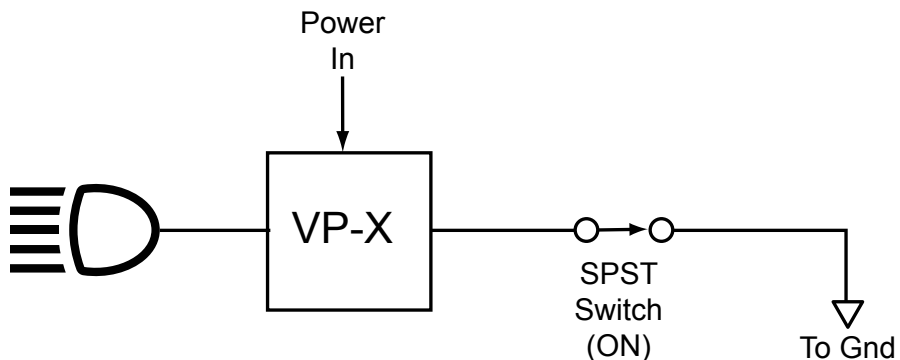 Power
In
VP-X
SPST
Switch
(ON)
To Gnd